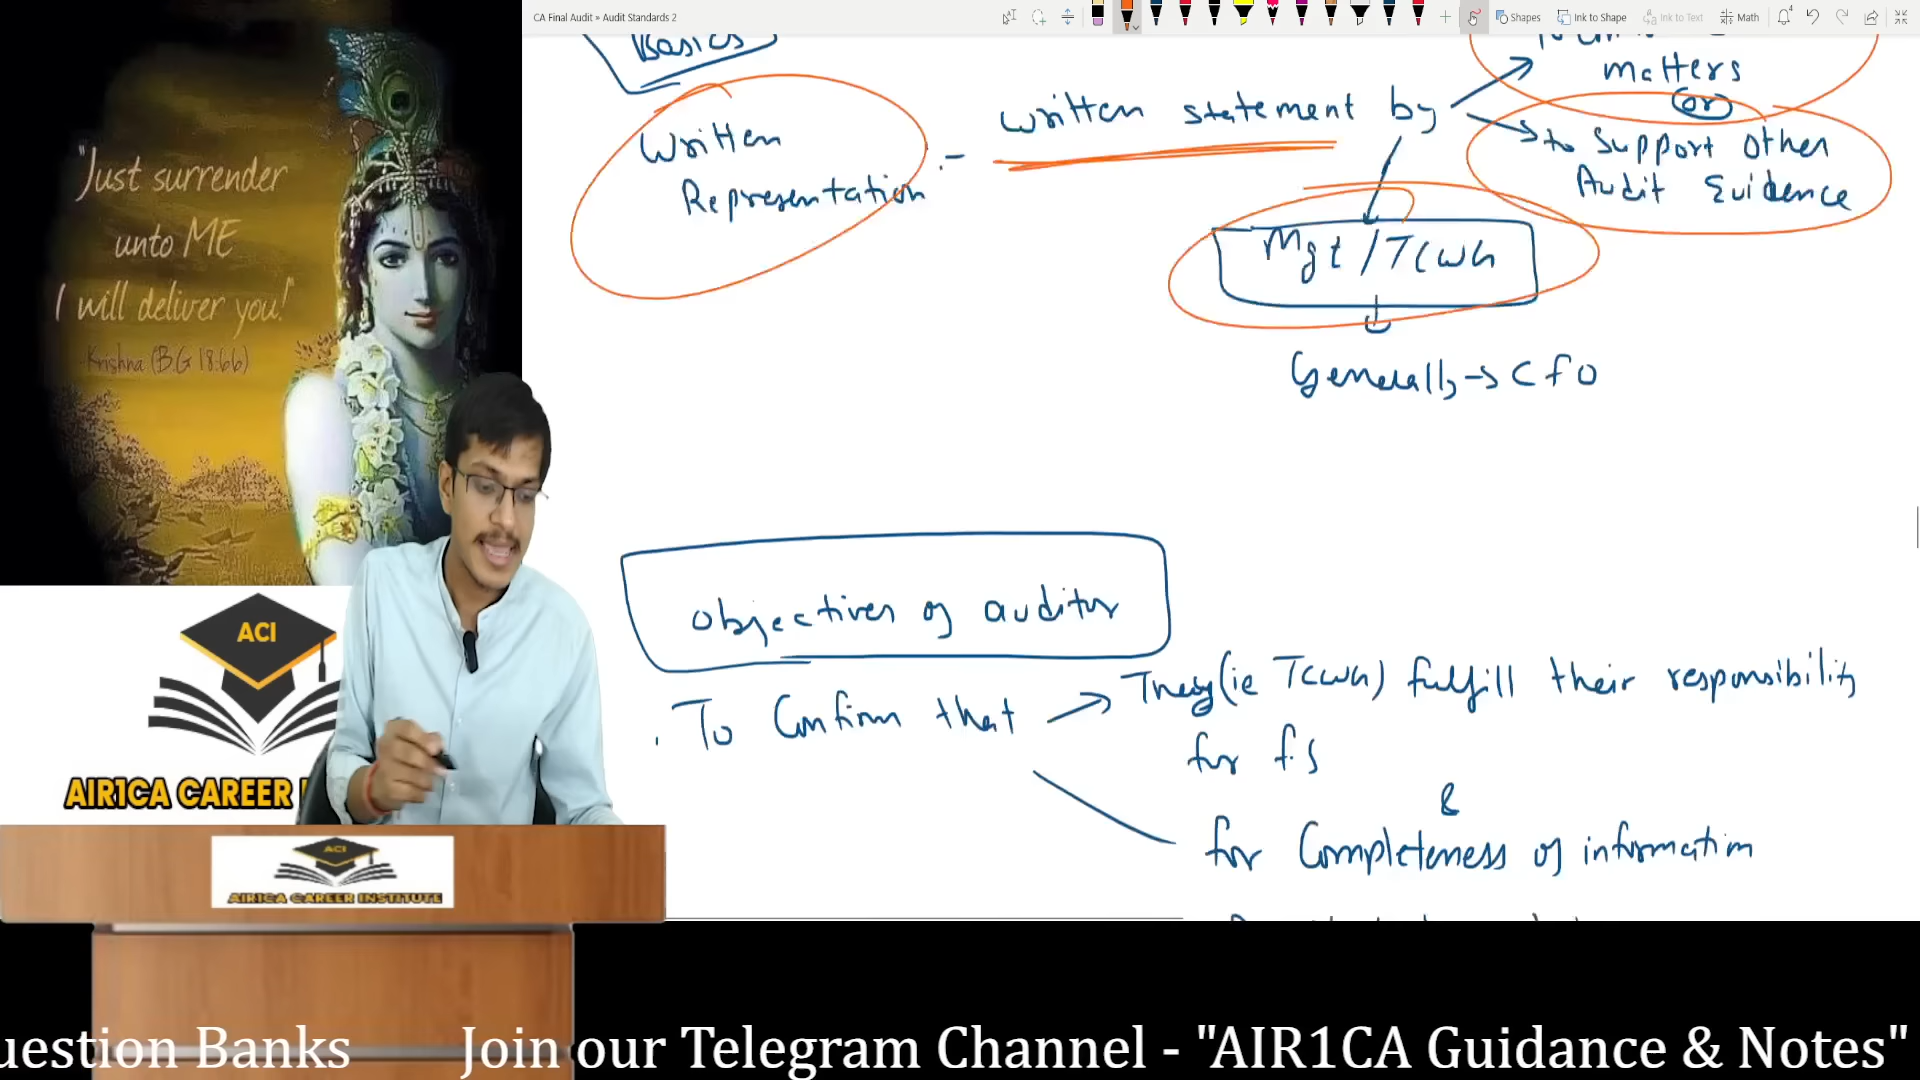 CA Final Audit » Audit Standards 2
Shapes
Ink to Shape
Ink to Text
Math
"Just surrender
unto ME
I will deliver you!"
-Krishna (B.G 18:66)
Basics
Written
Representation :-
written statement by
matters
(or)
to Support Other
Audit Evidence
Mgt / TCWG
Generally → CFO
Objectives of auditor
To Confirm that
They (ie TCWG) fulfill their responsibility
for f.s
&
for Completeness of information
ACI
AIR1CA CAREER
ACI
AIR1CA CAREER INSTITUTE
uestion Banks
Join our Telegram Channel - "AIR1CA Guidance & Notes"